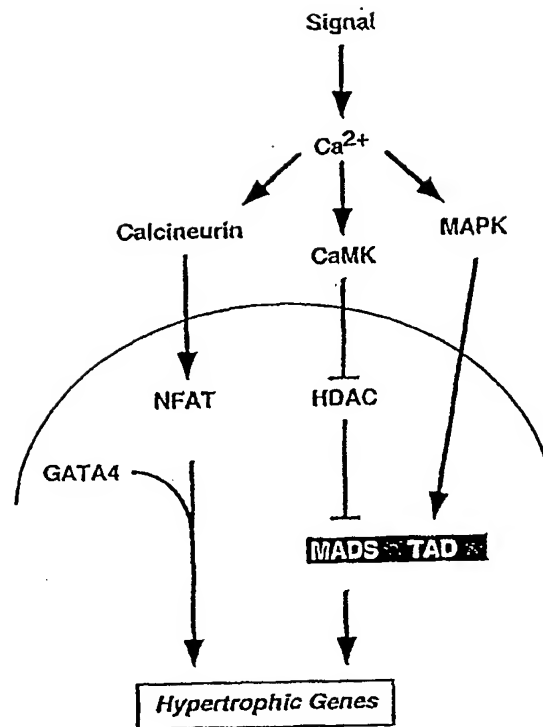 Signal
Ca2+
Calcineurin
CaMK
MAPK
NFAT
HDAC
GATA4
MADS TAD
Hypertrophic Genes